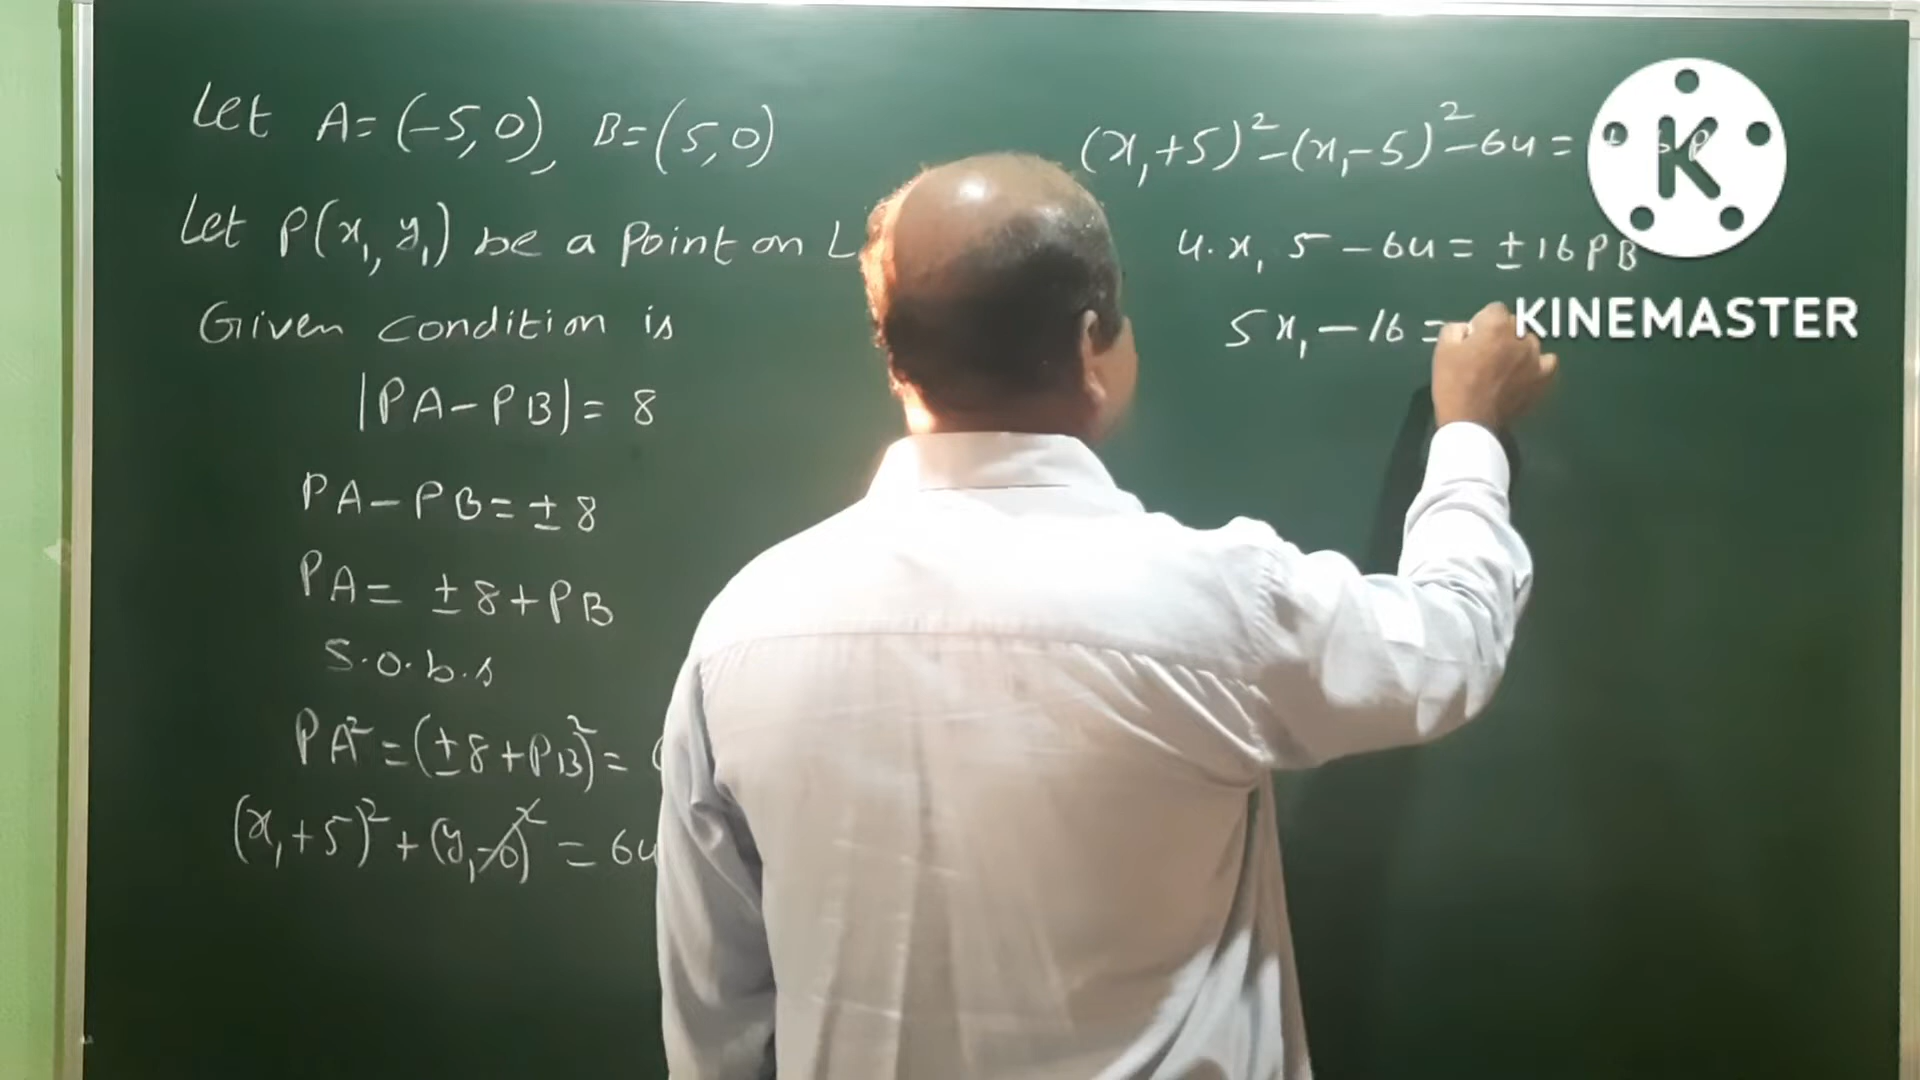 Let A=(-5,0), B=(5,0)
Let P(x₁, y₁) be a point on L
Given condition is
|PA-PB|= 8
PA-PB=±8
PA= ±8+PB
S.O.b.s
PA²=(±8+PB)²=
(x₁+5)²+(y₁-0)² = 64
(x₁+5)²-(x₁-5)²-64=
4.x₁ 5-64=±16PB
5x₁-16=
KINEMASTER